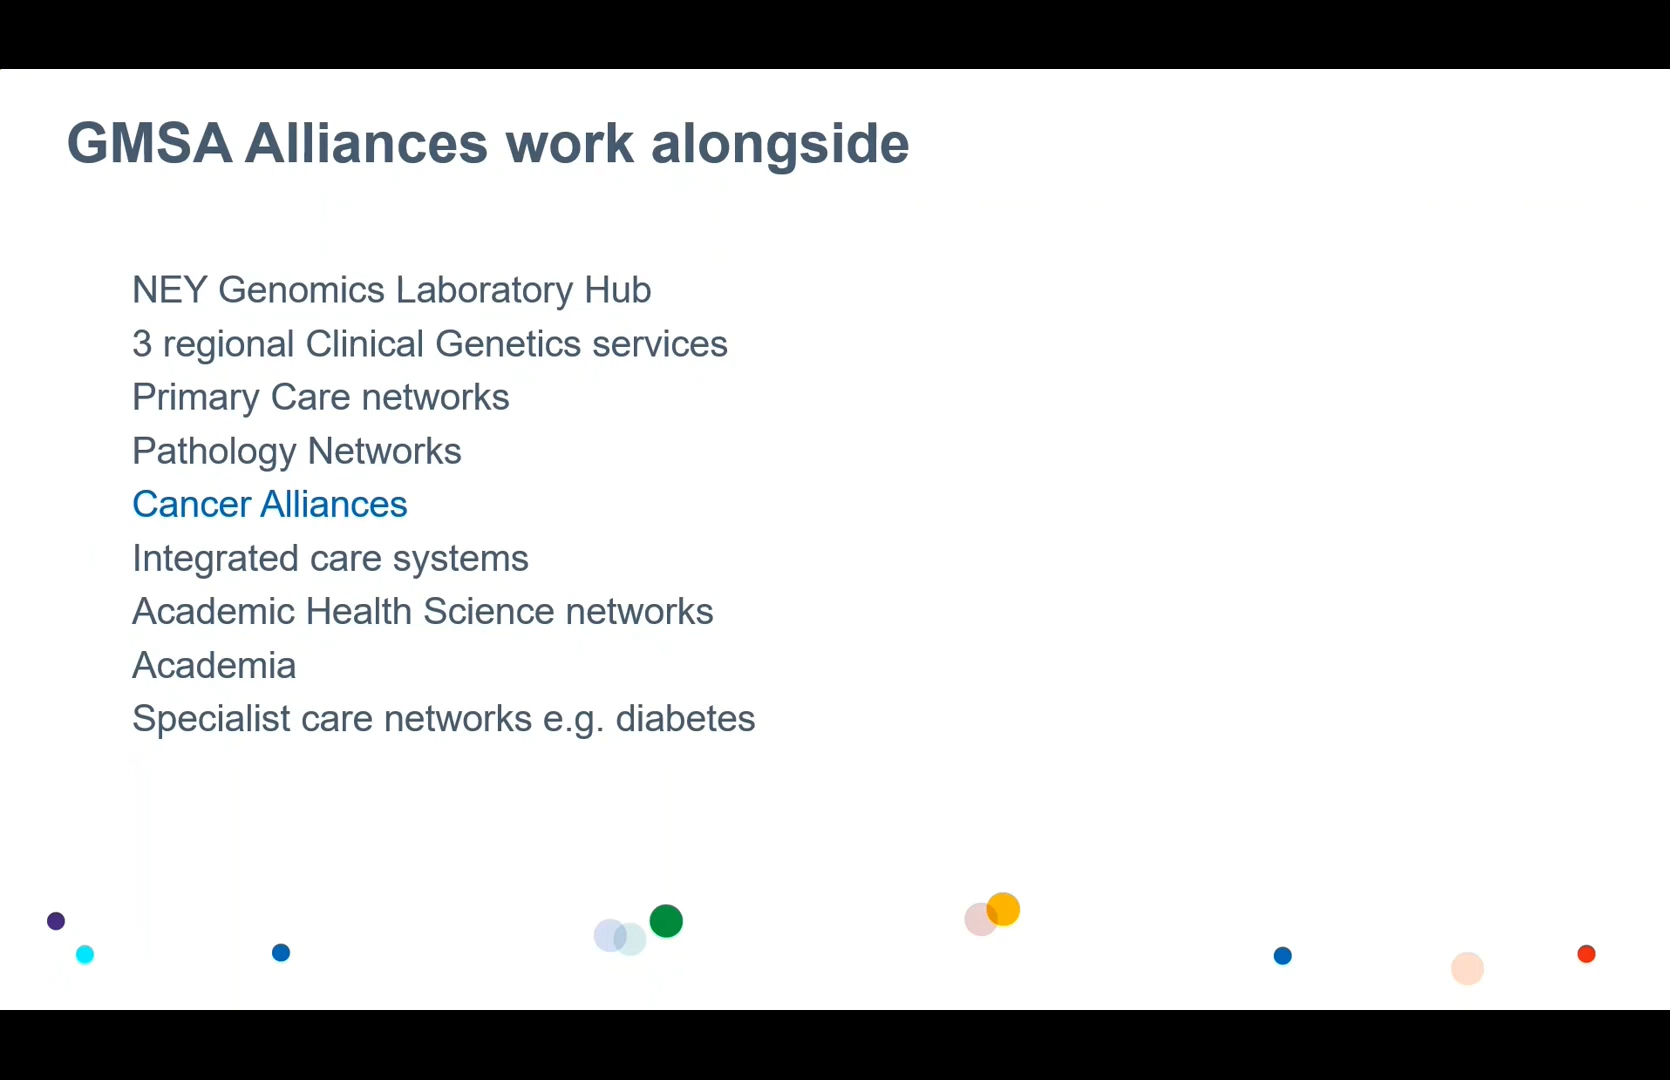 GMSA Alliances work alongside
NEY Genomics Laboratory Hub
3 regional Clinical Genetics services
Primary Care networks
Pathology Networks
Cancer Alliances
Integrated care systems
Academic Health Science networks
Academia
Specialist care networks e.g. diabetes